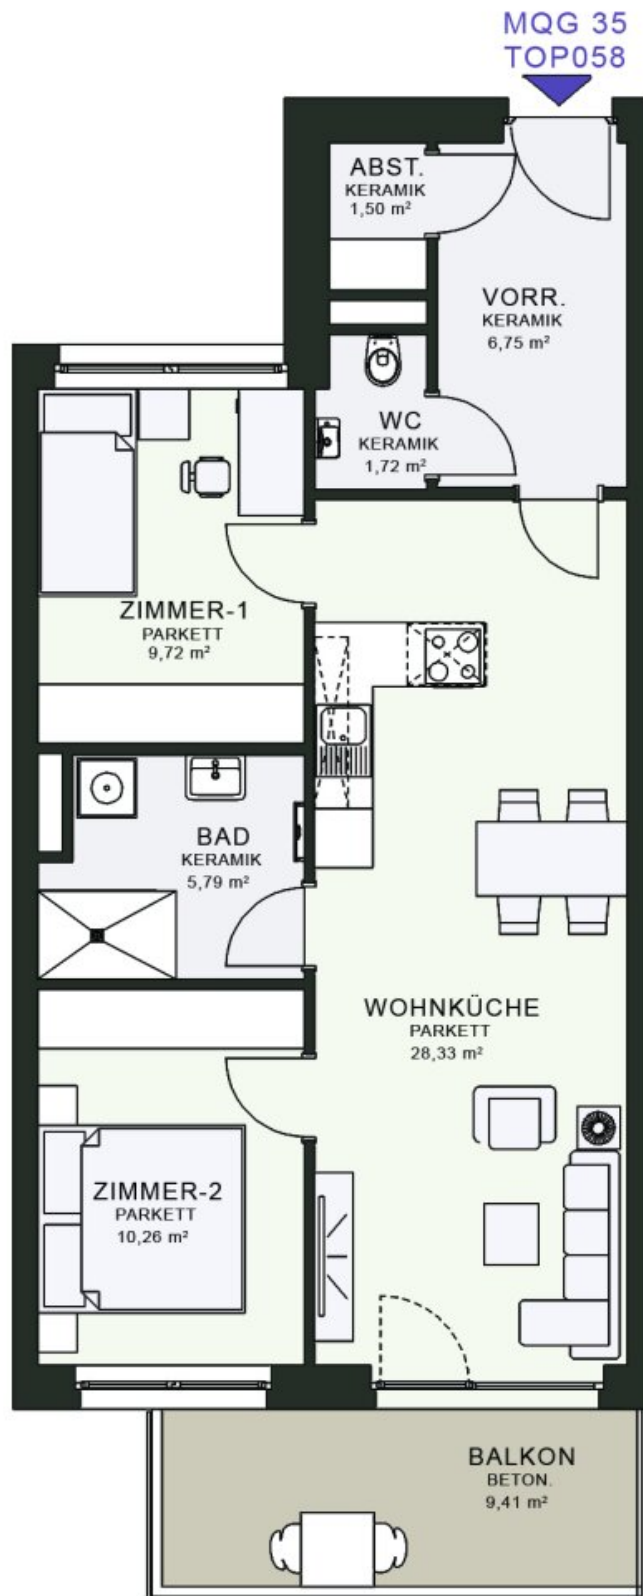 MQG 35
TOP058
ABST.
KERAMIK
1,50 m²
VORR.
KERAMIK
6,75 m²
WC
KERAMIK
1,72 m²
ZIMMER-1
PARKETT
9,72 m²
BAD
KERAMIK
5,79 m²
WOHNKÜCHE
PARKETT
28,33 m²
ZIMMER-2
PARKETT
10,26 m²
BALKON
BETON.
9,41 m²